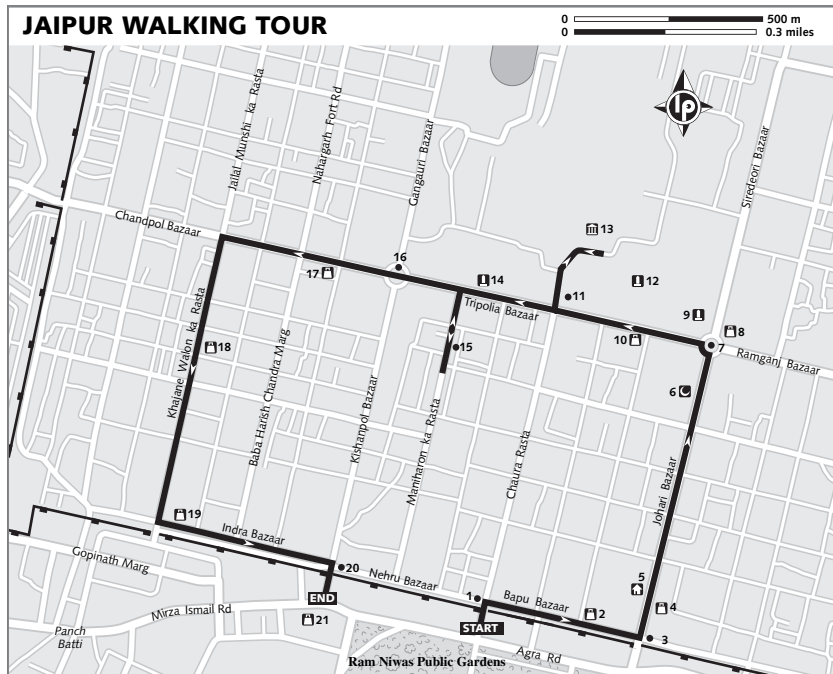 JAIPUR WALKING TOUR
0 500 m
0 0.3 miles
lp
Jailal Munshi ka Rasta
Nahargarh Fort Rd
Gangauri Bazaar
Siredeori Bazaar
Chandpol Bazaar
13
16
17
14
12
11
Tripolia Bazaar
9
8
10
7
Ramganj Bazaar
Khajane Walon ka Rasta
18
15
6
Baba Harish Chandra Marg
Kishanpol Bazaar
Maniharon ka Rasta
Chaura Rasta
Johari Bazaar
19
Indra Bazaar
Gopinath Marg
20
Nehru Bazaar
5
END
1
Bapu Bazaar
2
4
Mirza Ismail Rd
21
START
3
Panch
Batti
Agra Rd
Ram Niwas Public Gardens